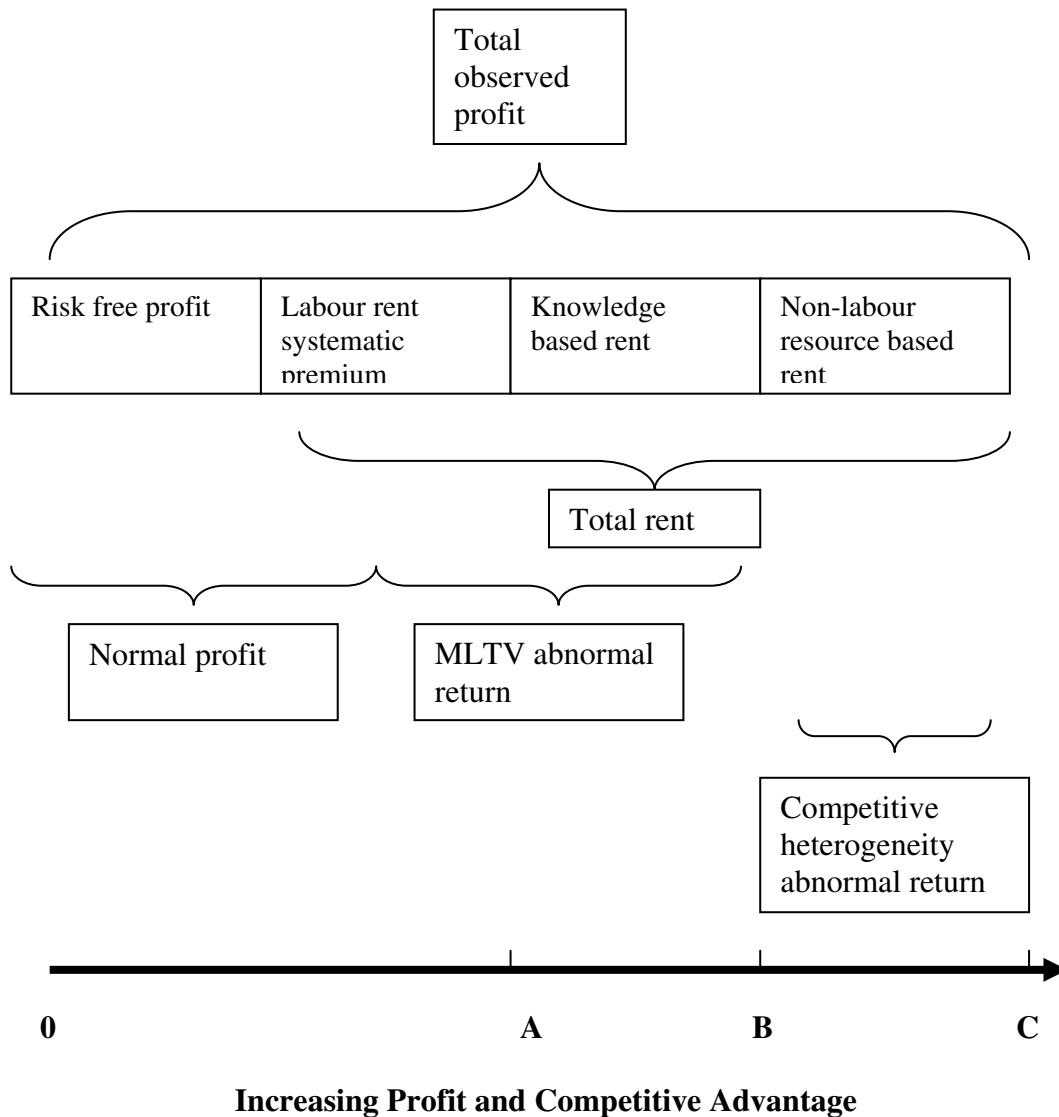 Total
observed
profit
Risk free profit
Labour rent
systematic
premium
Knowledge
based rent
Non-labour
resource based
rent
Total rent
Normal profit
MLTV abnormal
return
Competitive
heterogeneity
abnormal return
0 A B C
Increasing Profit and Competitive Advantage